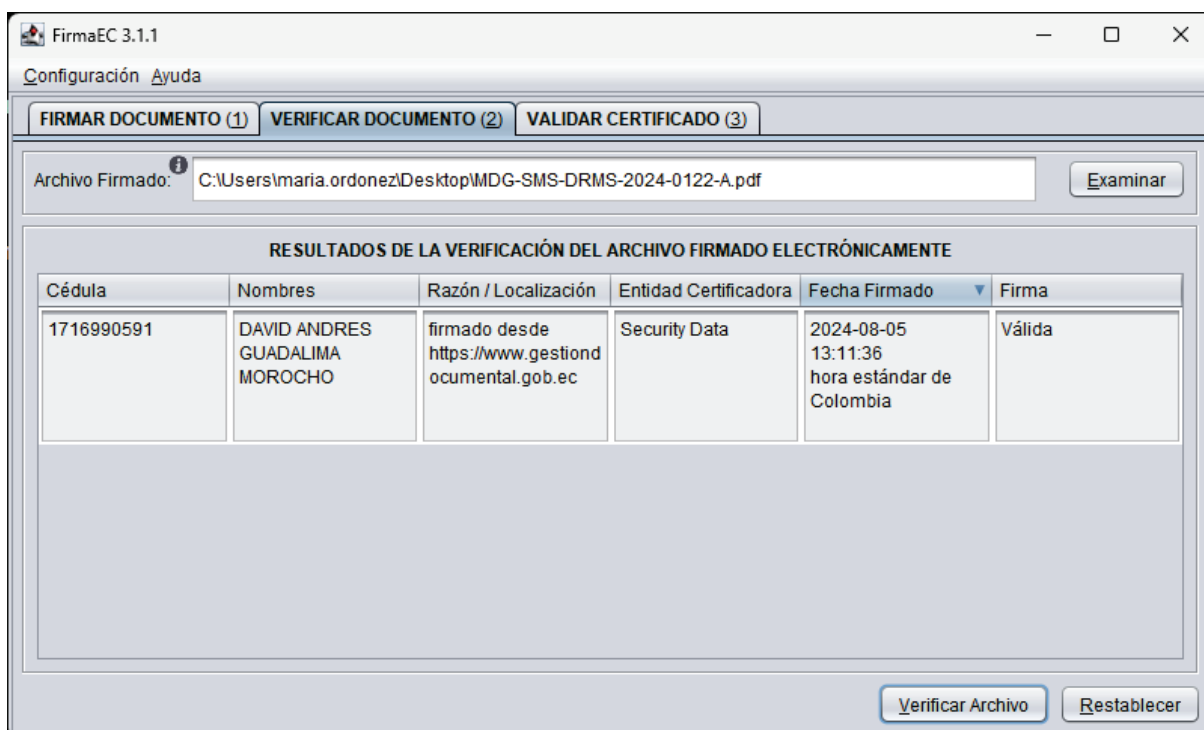 FirmaEC 3.1.1
Configuración Ayuda
FIRMAR DOCUMENTO (1) VERIFICAR DOCUMENTO (2) VALIDAR CERTIFICADO (3)
Archivo Firmado: C:\Users\maria.ordonez\Desktop\MDG-SMS-DRMS-2024-0122-A.pdf Examinar
RESULTADOS DE LA VERIFICACIÓN DEL ARCHIVO FIRMADO ELECTRÓNICAMENTE
Cédula Nombres Razón / Localización Entidad Certificadora Fecha Firmado Firma
1716990591 DAVID ANDRES firmado desde Security Data 2024-08-05 Válida
GUADALIMA https://www.gestiond 13:11:36
MOROCHO ocumental.gob.ec hora estándar de
Colombia
Verificar Archivo Restablecer